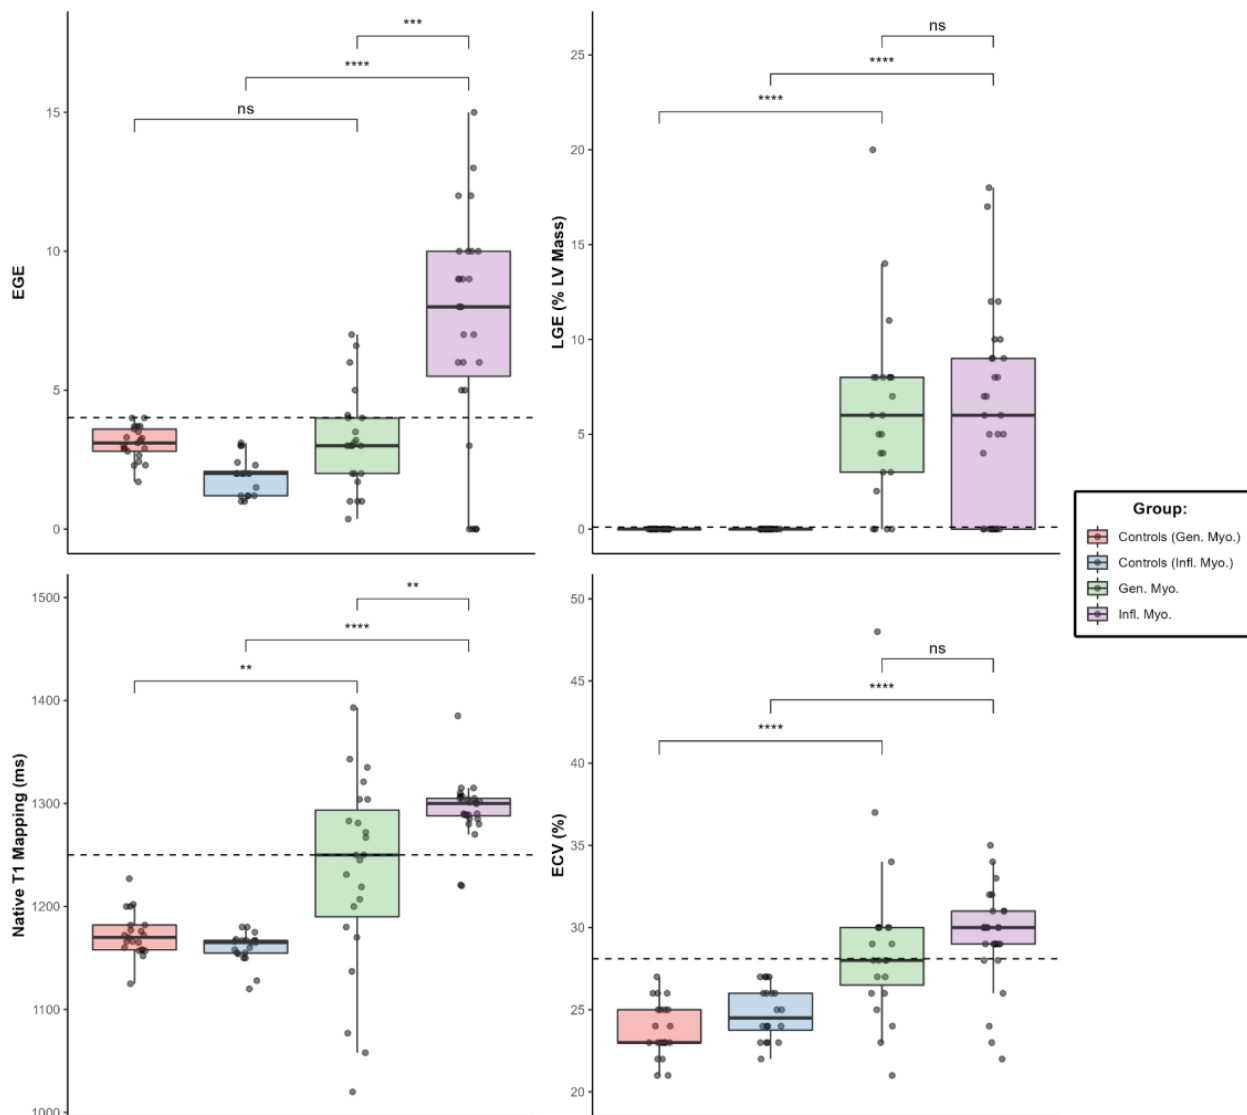 ***
****
ns
15
10
5
0
EGE
ns
****
****
25
20
15
10
5
0
LGE (% LV Mass)
Group:
Controls (Gen. Myo.)
Controls (Infl. Myo.)
Gen. Myo.
Infl. Myo.
**
****
**
1500
1400
1300
1200
1100
1000
Native T1 Mapping (ms)
ns
****
****
50
45
40
35
30
25
20
ECV (%)